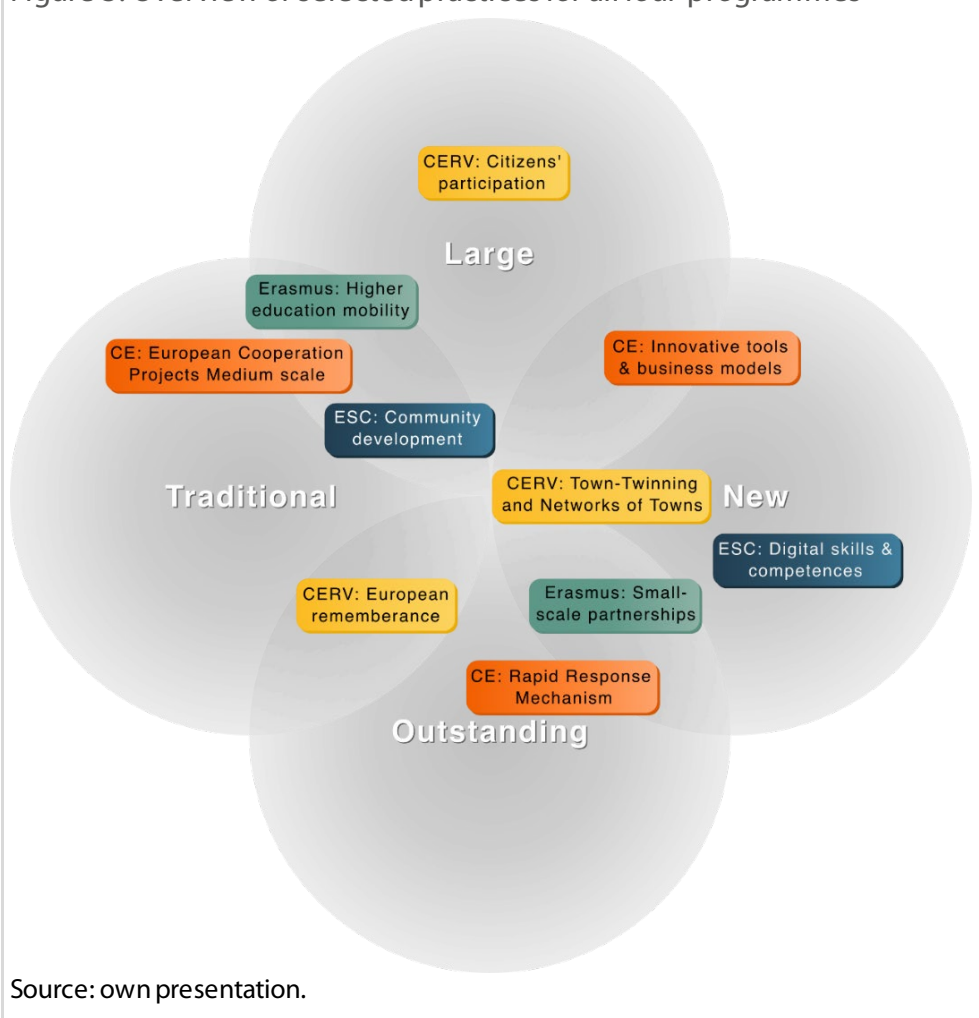 CERV: Citizens'
participation
Large
Erasmus: Higher
education mobility
CE: European Cooperation
Projects Medium scale
CE: Innovative tools
& business models
ESC: Community
development
Traditional
CERV: Town-Twinning
and Networks of Towns
New
ESC: Digital skills &
competences
CERV: European
rememberance
Erasmus: Small-
scale partnerships
CE: Rapid Response
Mechanism
Outstanding
Source: own presentation.